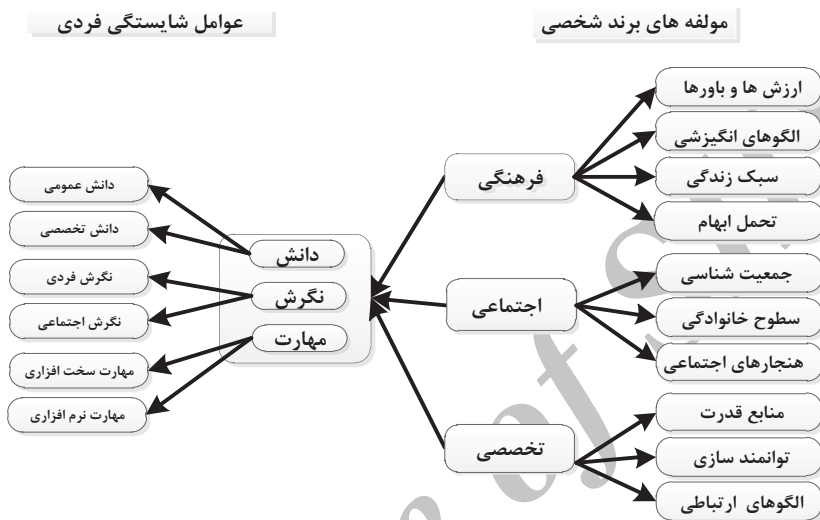 مولفه های برند شخصی
عوامل شایستگی فردی
ارزش ها و باورها
الگوهای انگیزشی
سبک زندگی
تحمل ابهام
جمعیت شناسی
سطوح خانوادگی
هنجارهای اجتماعی
منابع قدرت
توانمند سازی
الگوهای ارتباطی
فرهنگی
اجتماعی
تخصصی
دانش
نگرش
مهارت
دانش عمومی
دانش تخصصی
نگرش فردی
نگرش اجتماعی
مهارت سخت افزاری
مهارت نرم افزاری
of